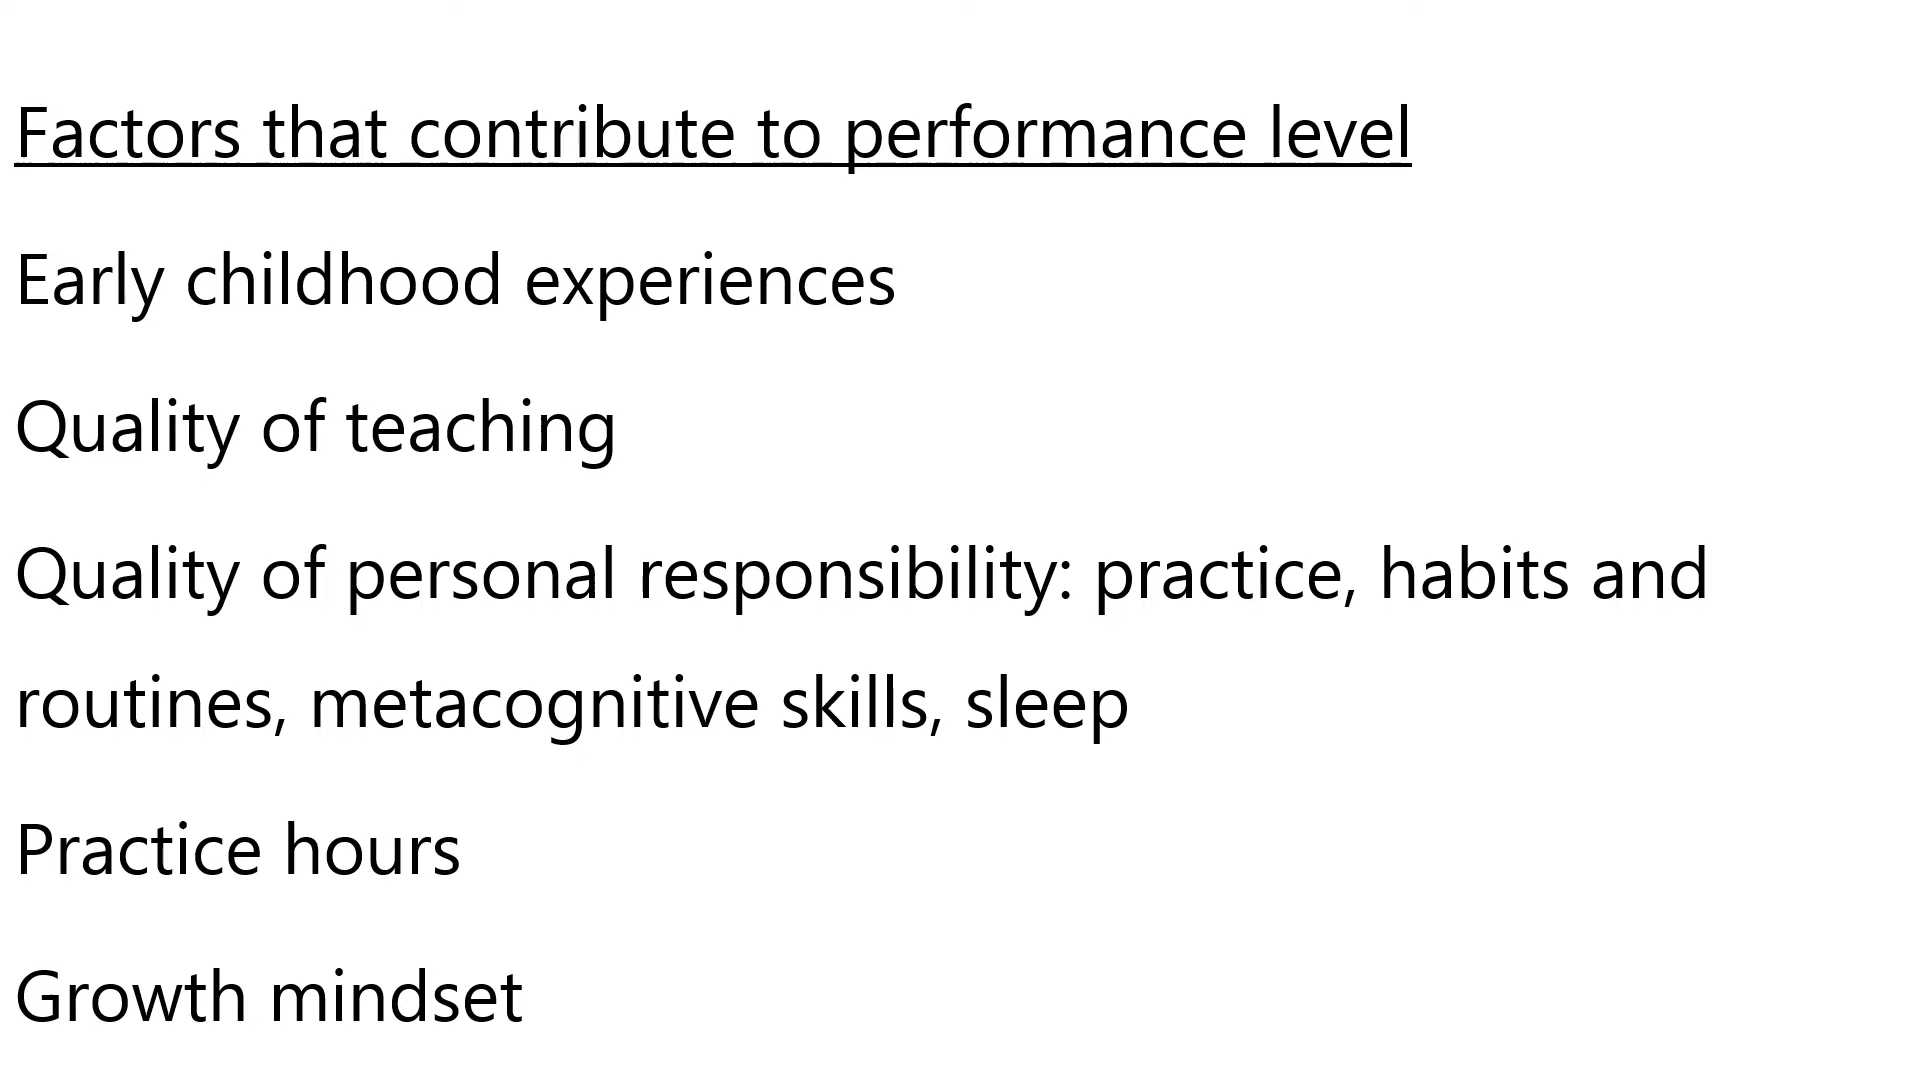 Factors that contribute to performance level
Early childhood experiences
Quality of teaching
Quality of personal responsibility: practice, habits and
routines, metacognitive skills, sleep
Practice hours
Growth mindset